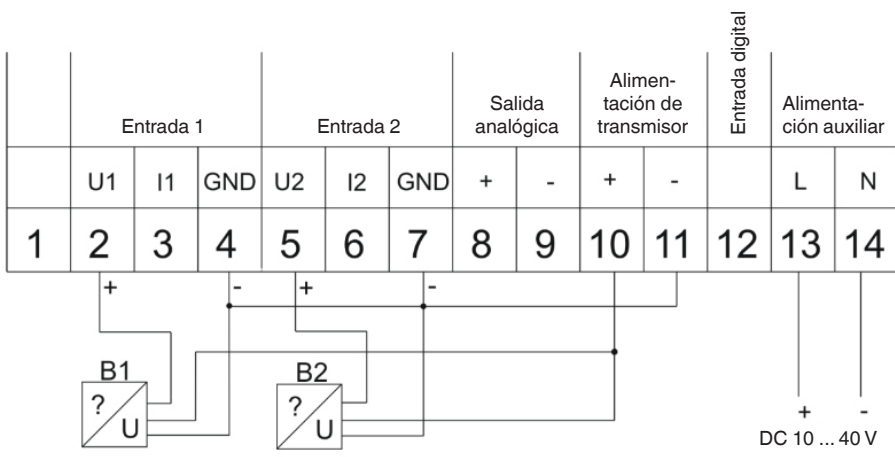 Entrada 1
Entrada 2
Salida
analógica
Alimen-
tación de
transmisor
Entrada digital
Alimenta-
ción auxiliar
U1 I1 GND U2 I2 GND + - + - L N
1 2 3 4 5 6 7 8 9 10 11 12 13 14
+ - + -
B1 B2
? U ? U
+ -
DC 10 ... 40 V